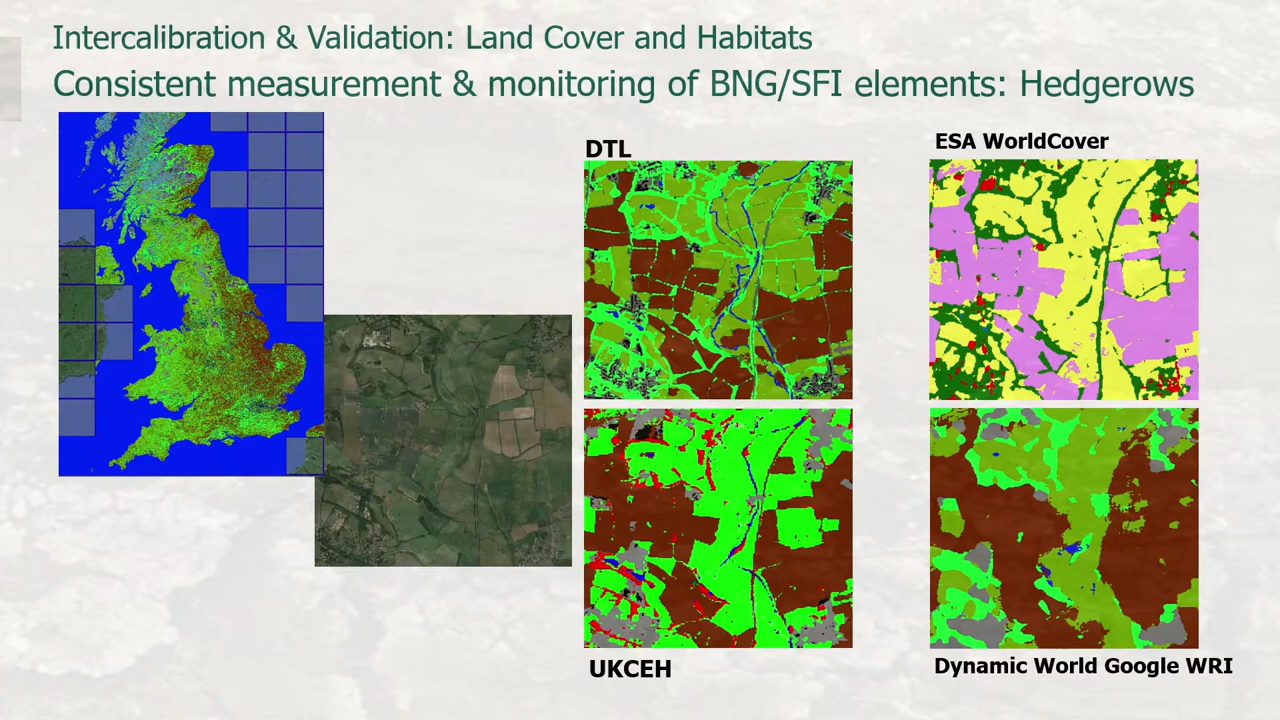 Intercalibration & Validation: Land Cover and Habitats
Consistent measurement & monitoring of BNG/SFI elements: Hedgerows
DTL
ESA WorldCover
UKCEH
Dynamic World Google WRI